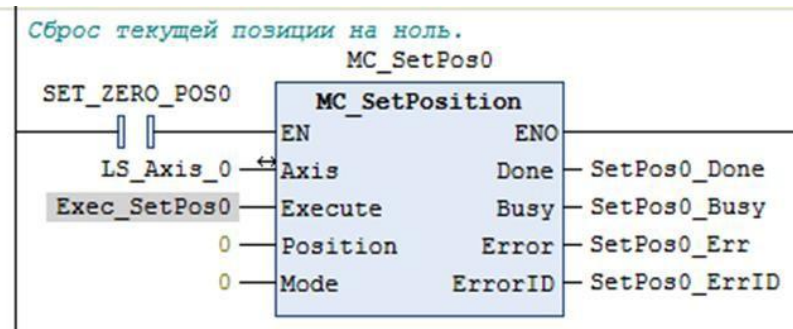 Сброс текущей позиции на ноль.
MC_SetPos0
SET_ZERO_POS0
MC_SetPosition
EN ENO
LS_Axis_0 Axis Done SetPos0_Done
Exec_SetPos0 Execute Busy SetPos0_Busy
0 Position Error SetPos0_Err
0 Mode ErrorID SetPos0_ErrID